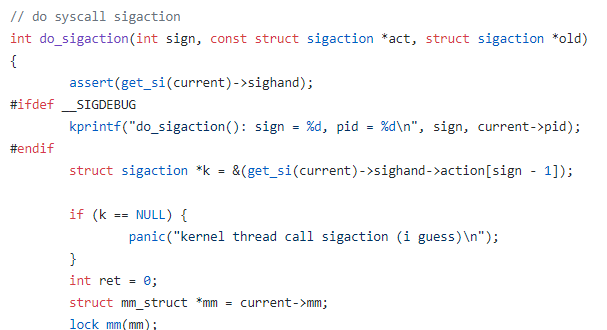 // do syscall sigaction
int do_sigaction(int sign, const struct sigaction *act, struct sigaction *old)
{
        assert(get_si(current)->sighand);
#ifdef __SIGDEBUG
        kprintf("do_sigaction(): sign = %d, pid = %d\n", sign, current->pid);
#endif
        struct sigaction *k = &(get_si(current)->sighand->action[sign - 1]);

        if (k == NULL) {
                panic("kernel thread call sigaction (i guess)\n");
        }
        int ret = 0;
        struct mm_struct *mm = current->mm;
        lock_mm(mm);